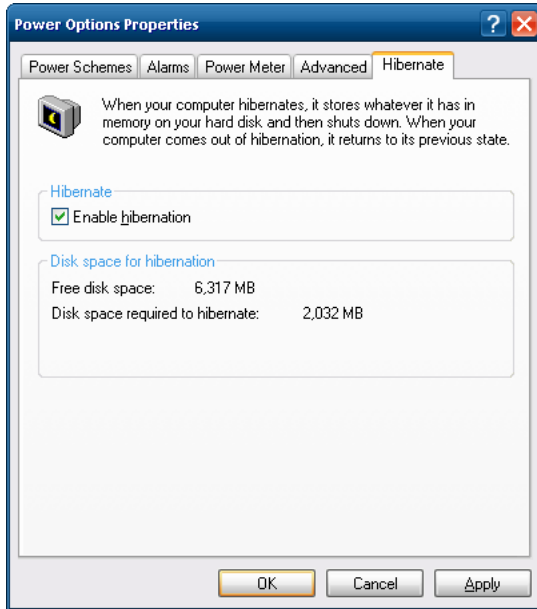 Power Options Properties
?
Power Schemes Alarms Power Meter Advanced Hibernate
When your computer hibernates, it stores whatever it has in
memory on your hard disk and then shuts down. When your
computer comes out of hibernation, it returns to its previous state.
Hibernate
Enable hibernation
Disk space for hibernation
Free disk space: 6,317 MB
Disk space required to hibernate: 2,032 MB
OK Cancel Apply